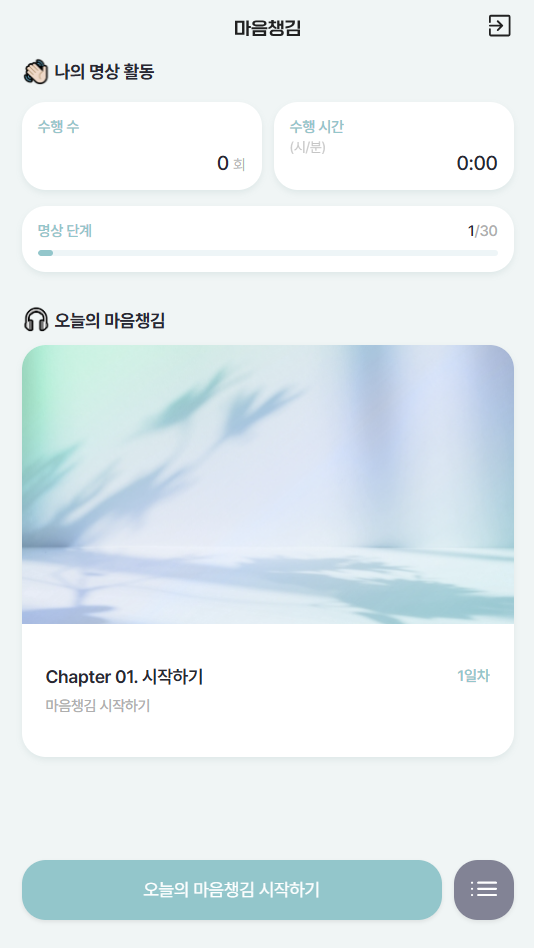 마음챙김
나의 명상 활동
수행 수
0 회
수행 시간
(시/분)
0:00
명상 단계
1/30
오늘의 마음챙김
Chapter 01. 시작하기
1일차
마음챙김 시작하기
오늘의 마음챙김 시작하기